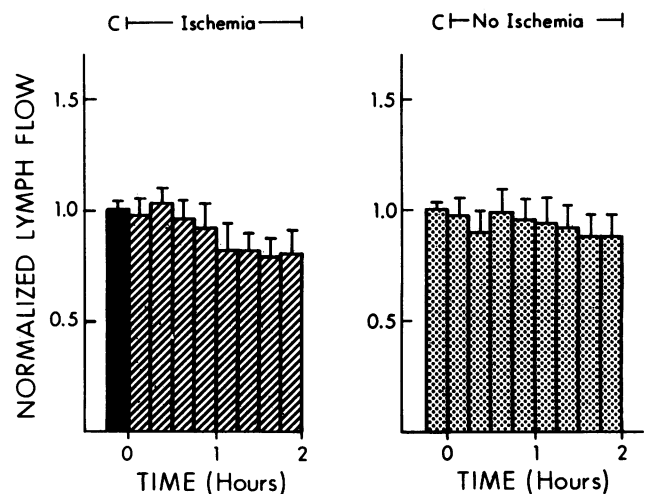 C Ischemia
C No Ischemia
NORMALIZED LYMPH FLOW
1.5
1.0
0.5
0 1 2
TIME (Hours)
1.5
1.0
0.5
0 1 2
TIME (Hours)